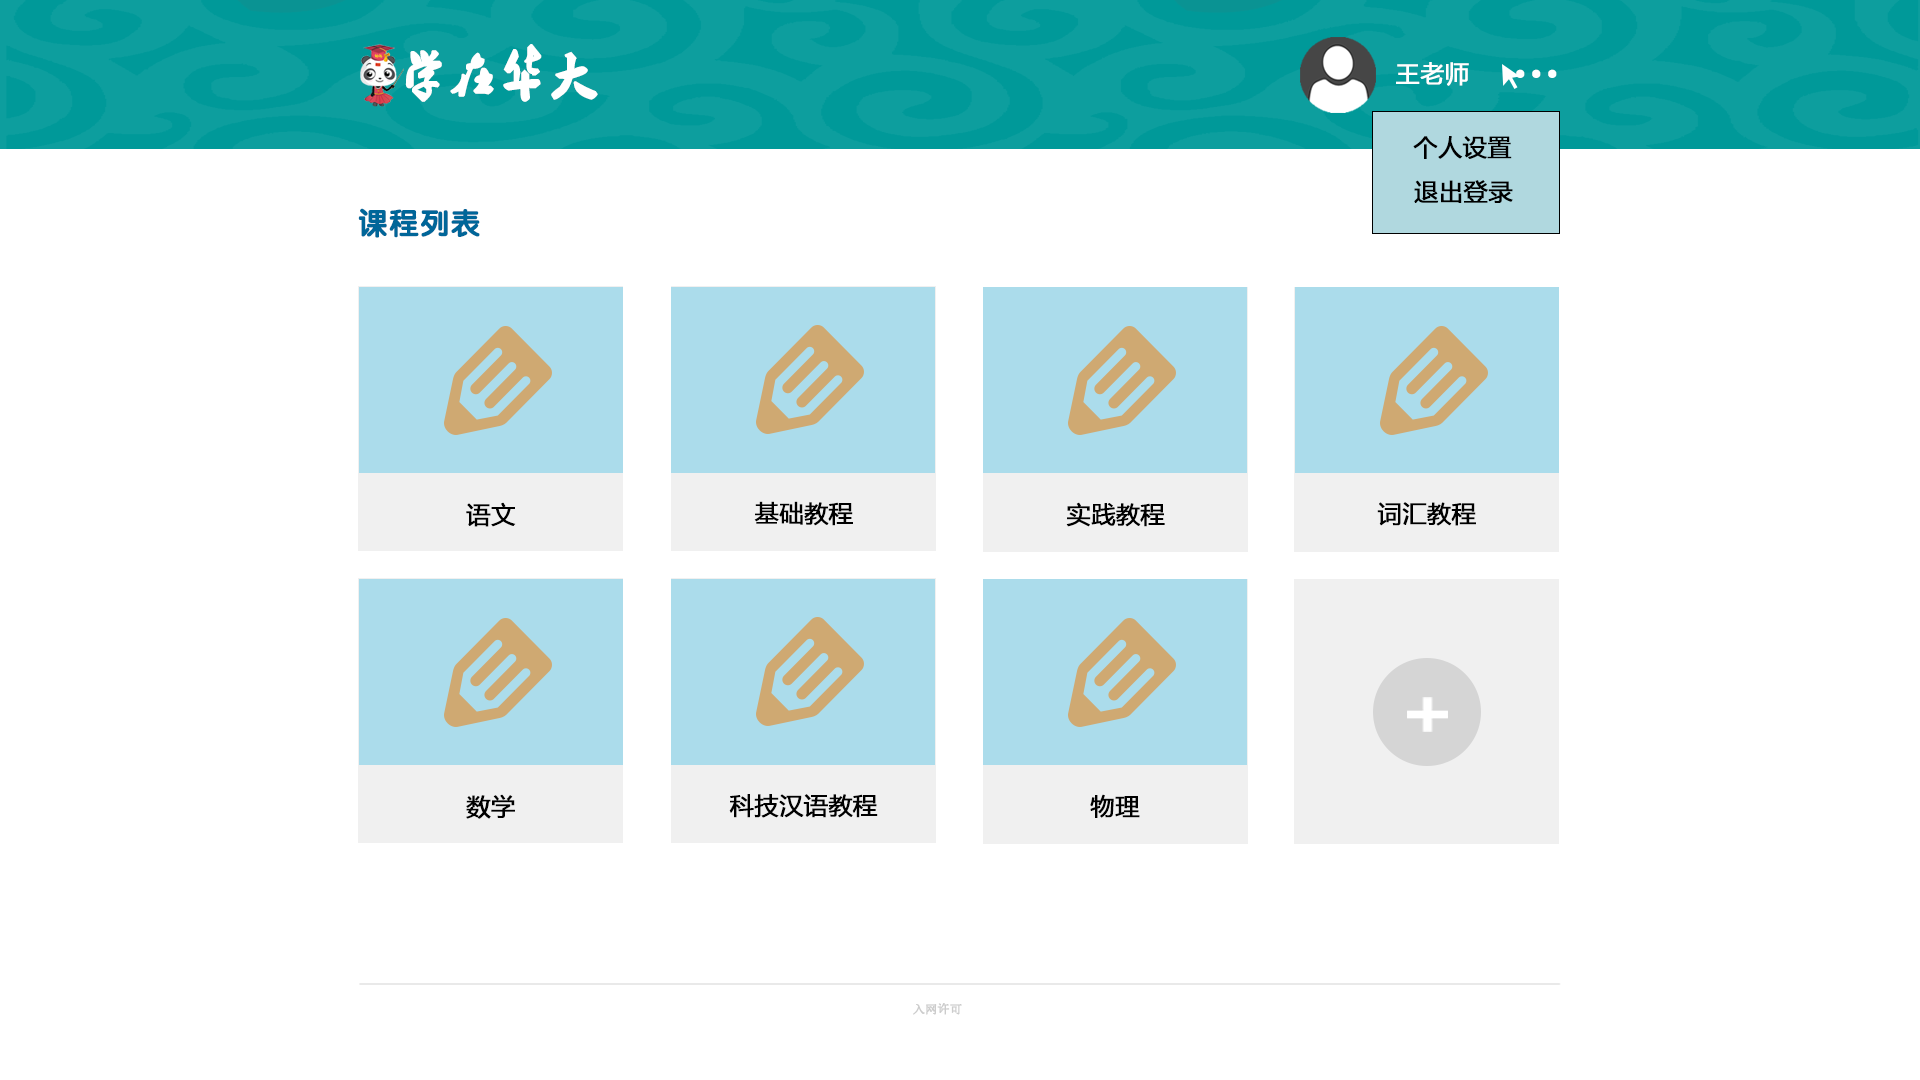 学在华大
王老师
个人设置
退出登录
课程列表
语文
基础教程
实践教程
词汇教程
数学
科技汉语教程
物理
入网许可